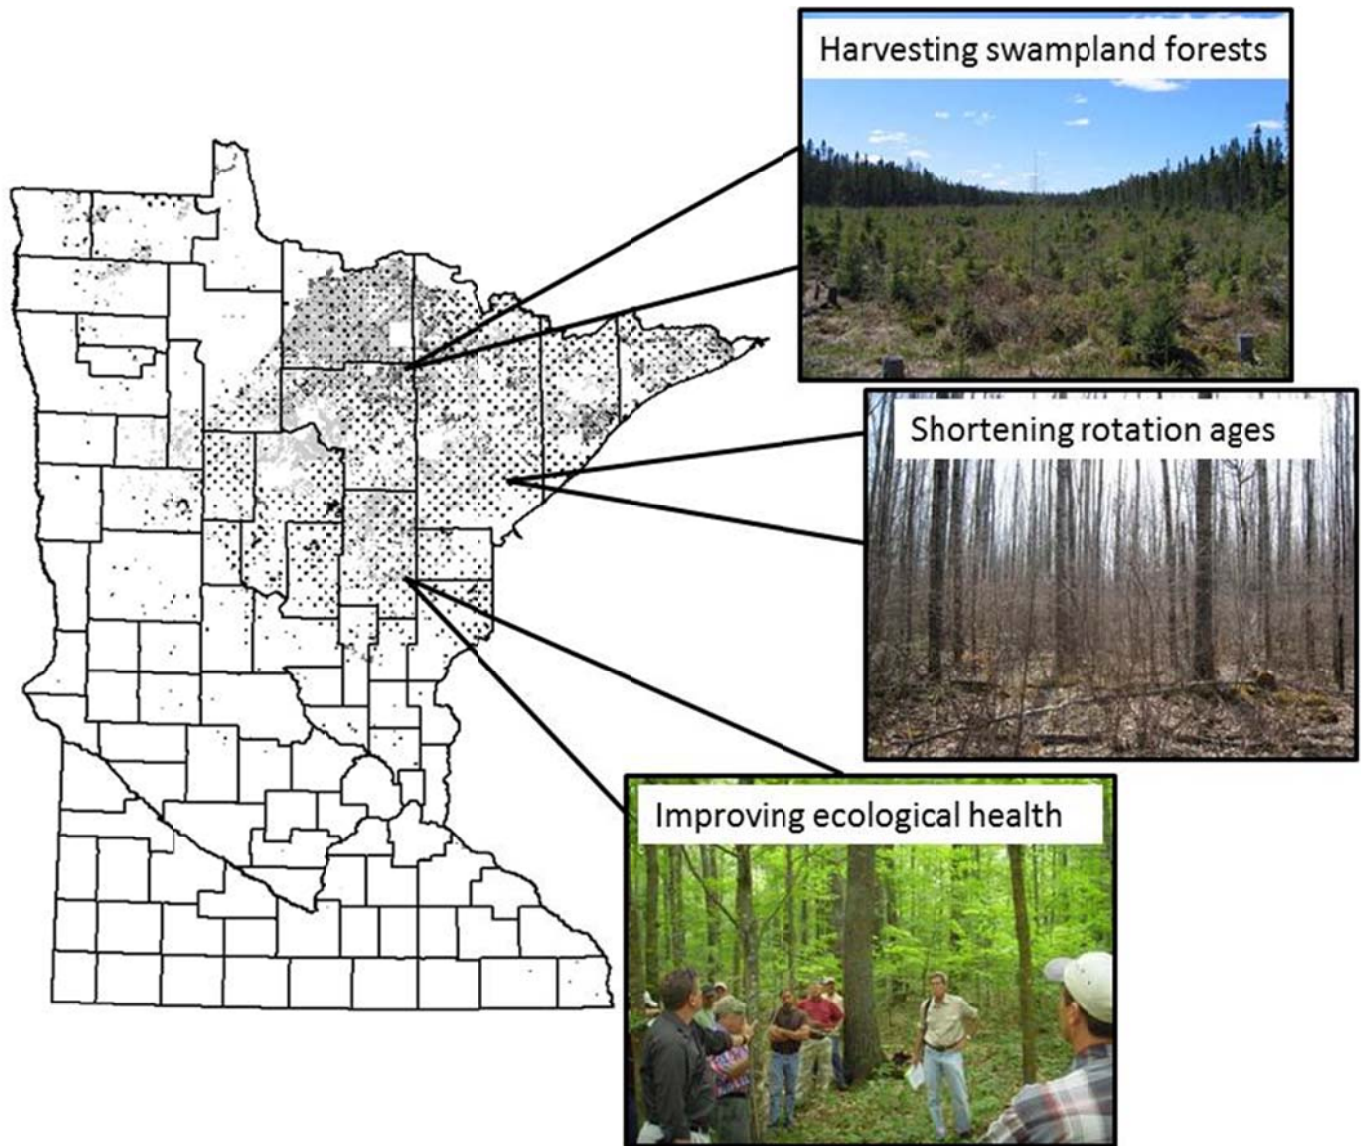 Harvesting swampland forests
Shortening rotation ages
Improving ecological health